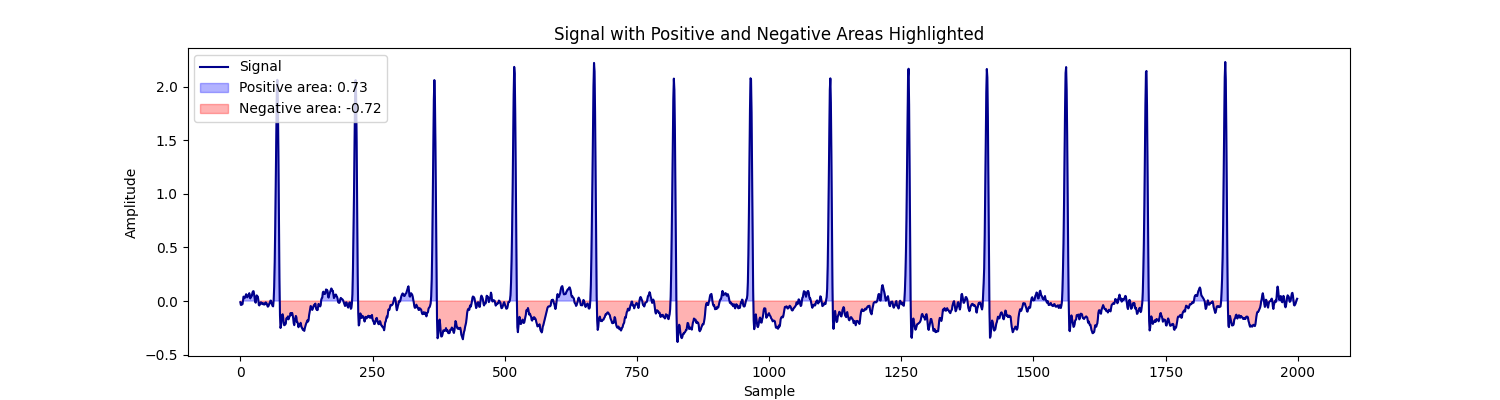 Signal with Positive and Negative Areas Highlighted
Signal
Positive area: 0.73
Negative area: -0.72
Amplitude
2.0
1.5
1.0
0.5
0.0
−0.5
0 250 500 750 1000 1250 1500 1750 2000
Sample